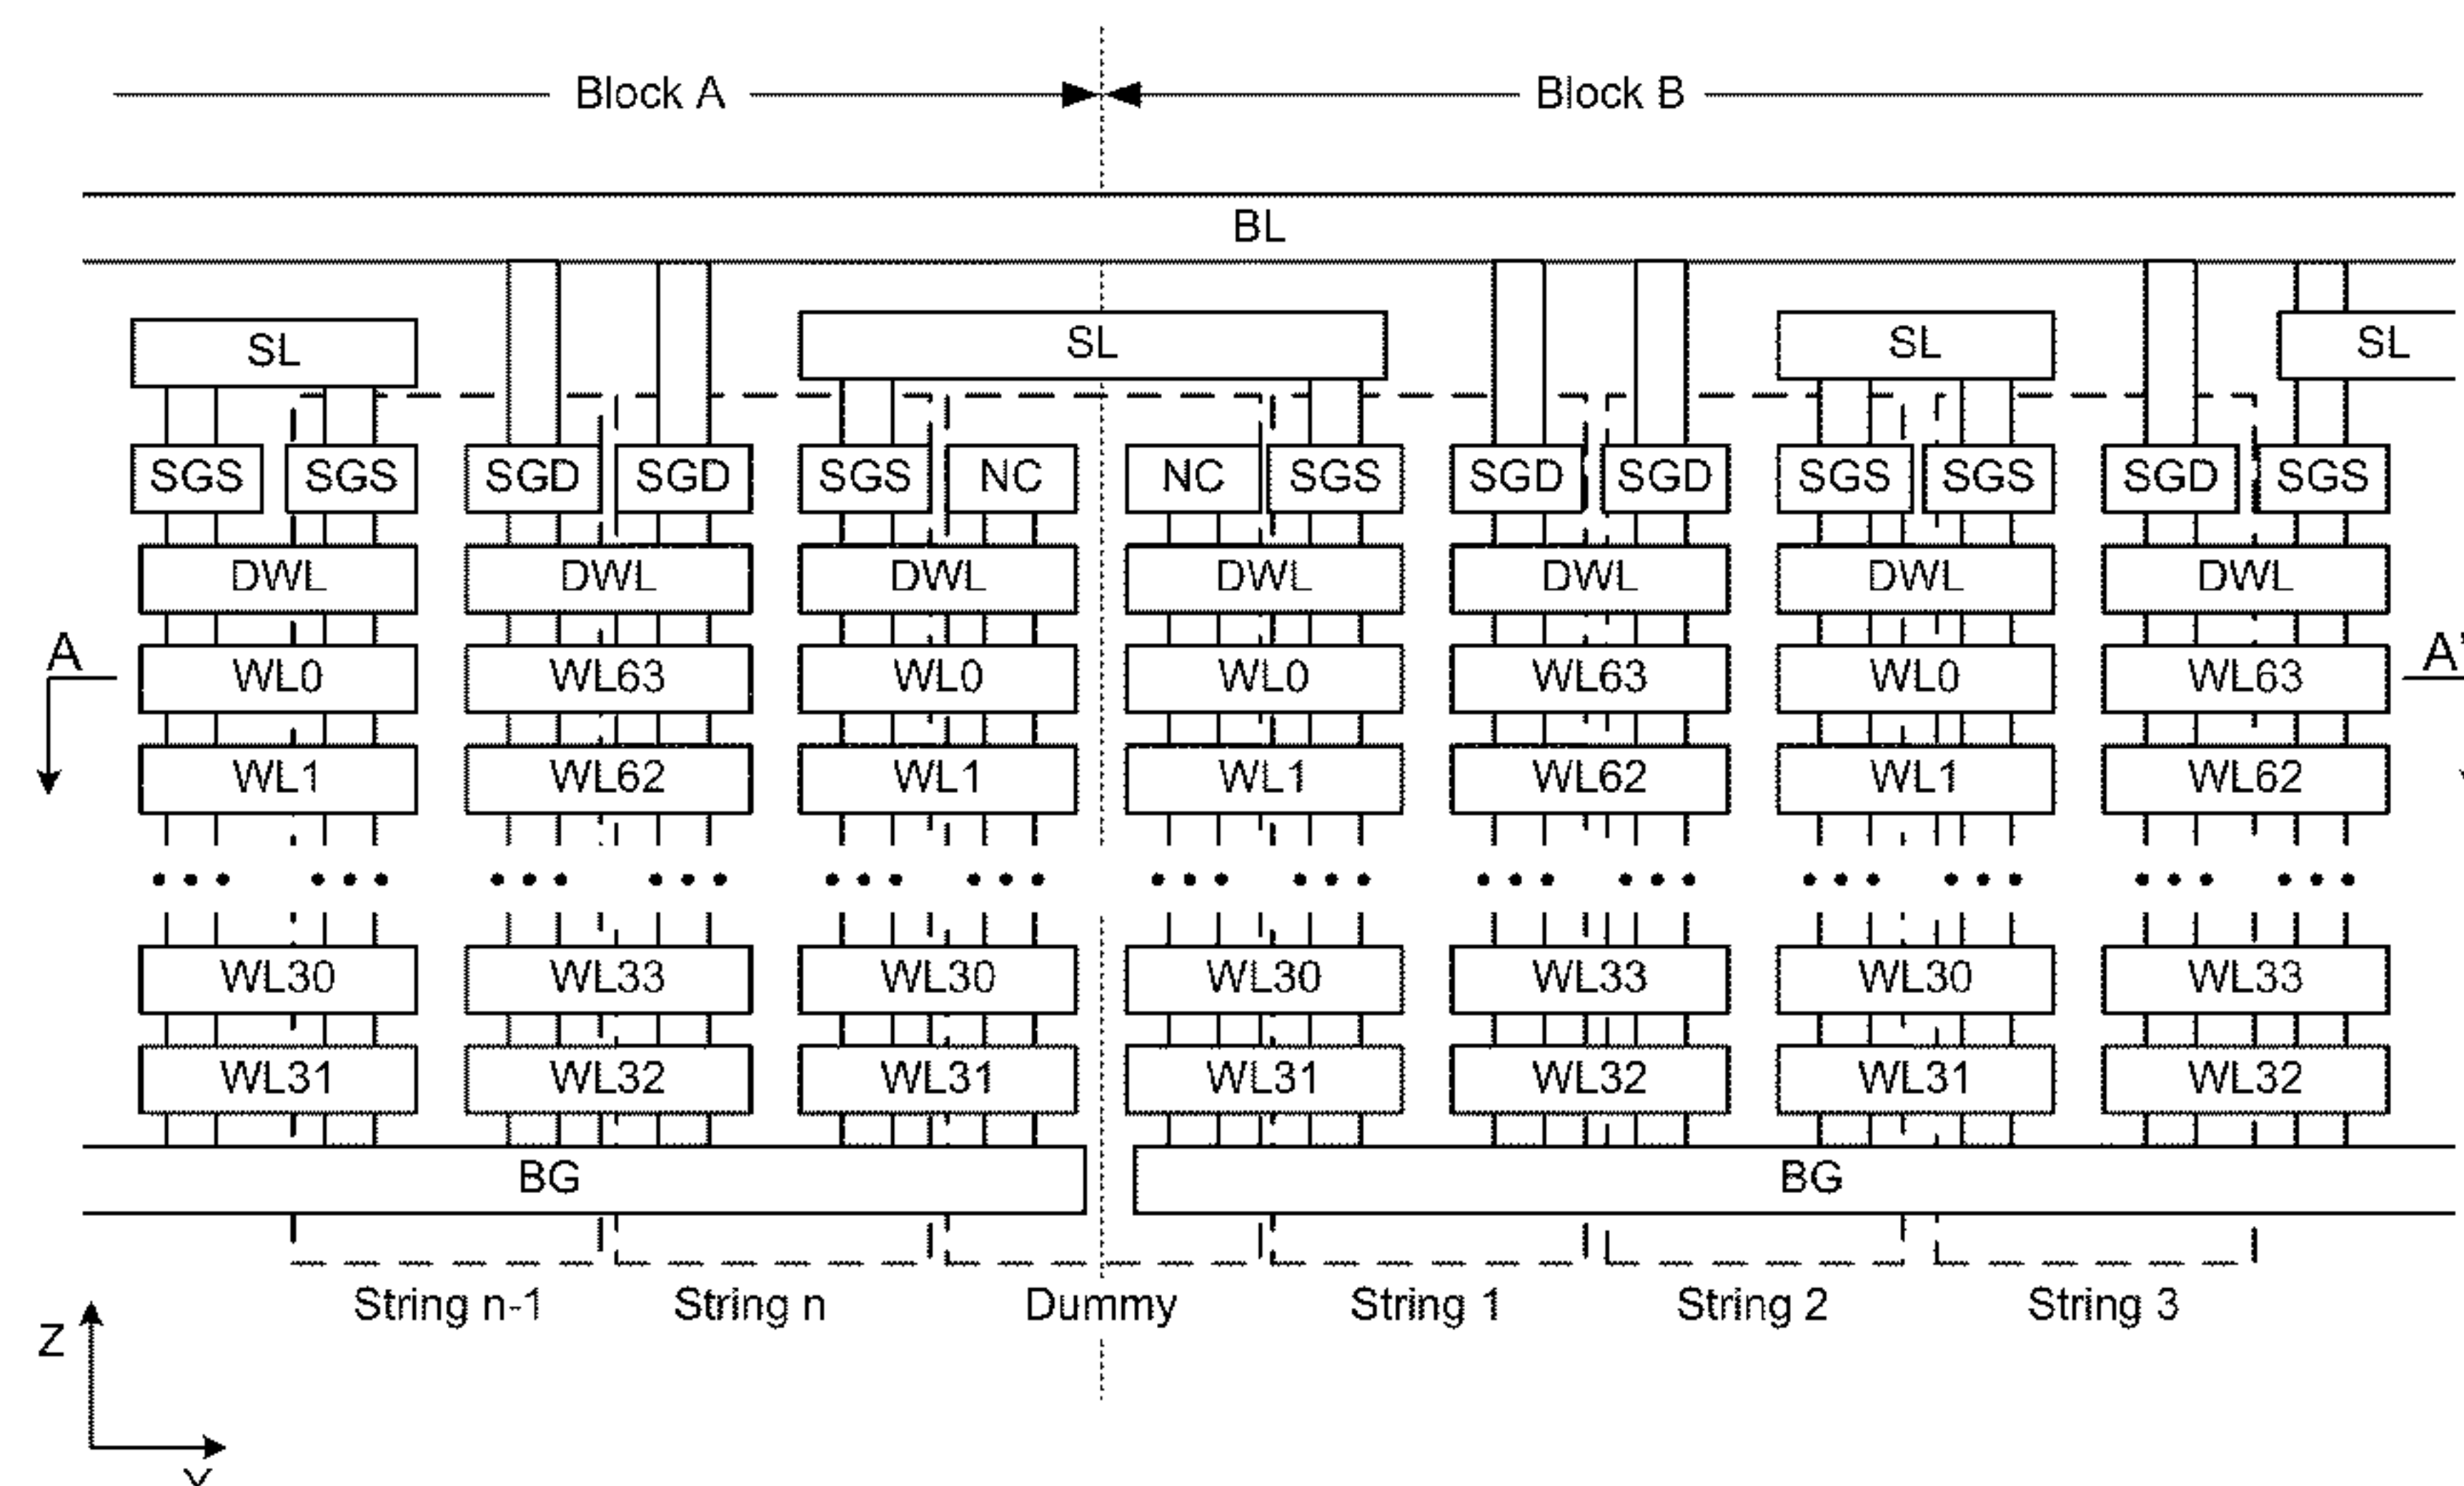 Block A Block B
BL
SL SL SL SL
SGS SGS SGD SGD SGS NC NC SGS SGD SGD SGS SGS SGD SGS
DWL DWL DWL DWL DWL DWL DWL
A WL0 WL63 WL0 WL0 WL63 WL0 WL63 A'
WL1 WL62 WL1 WL1 WL62 WL1 WL62
WL30 WL33 WL30 WL30 WL33 WL30 WL33
WL31 WL32 WL31 WL31 WL32 WL31 WL32
BG BG
String n-1 String n Dummy String 1 String 2 String 3
Z